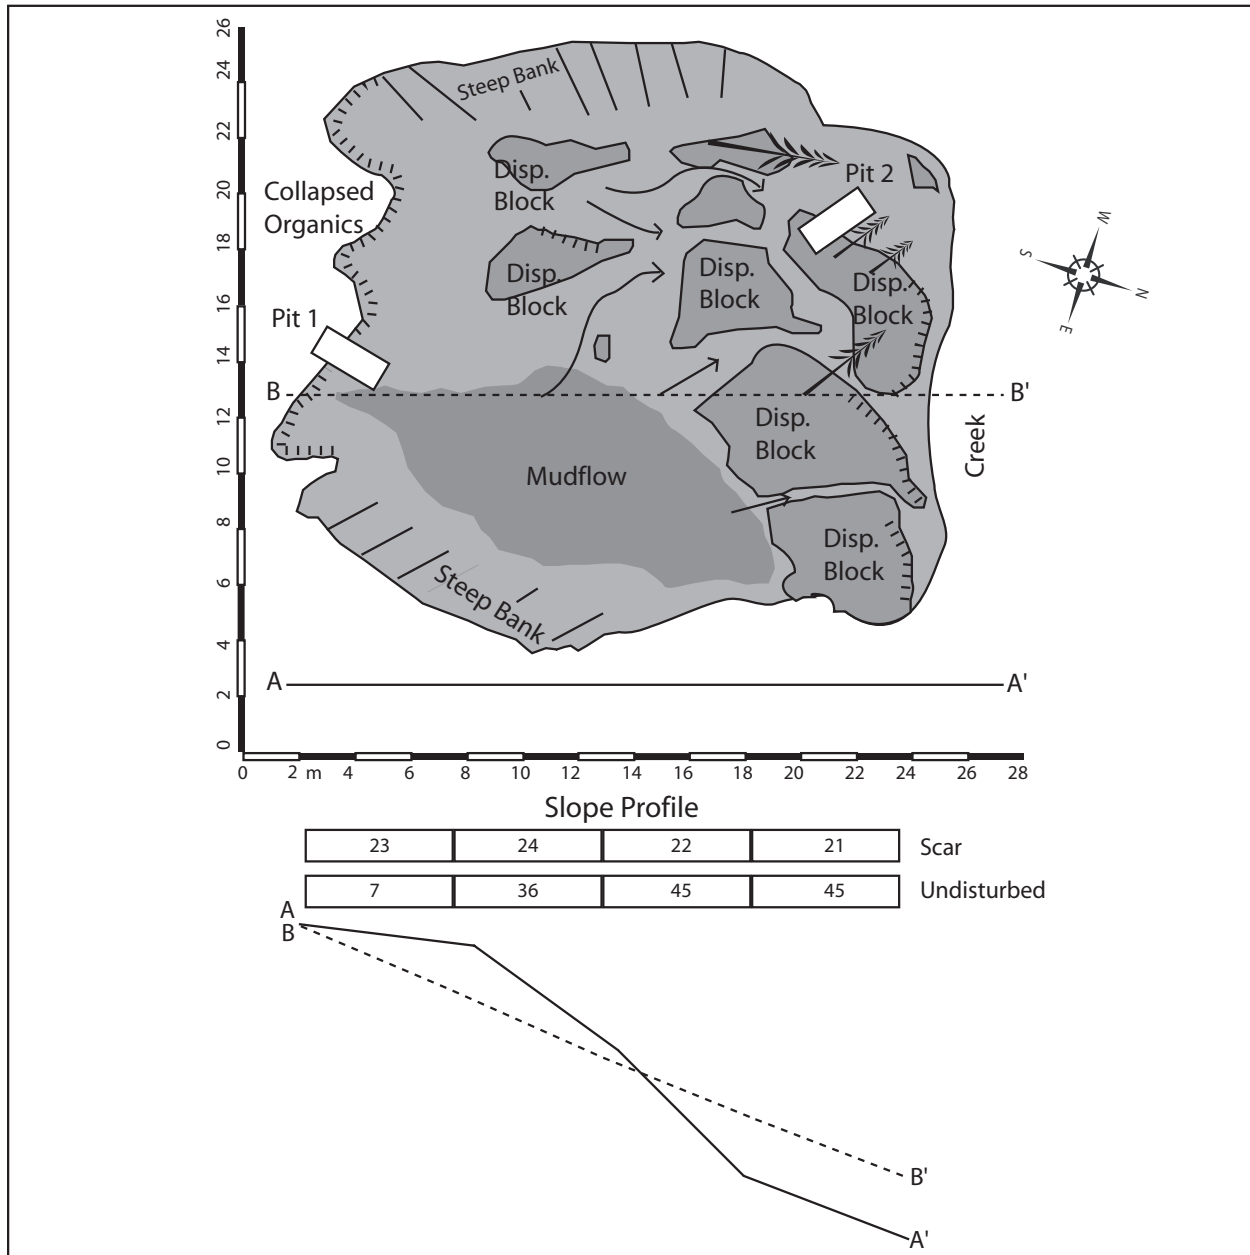 26
24
22
20
18
16
14
12
10
8
6
4
2
0
Steep Bank
Collapsed
Organics
Disp.
Block
Pit 2
Disp.
Block
Disp.
Block
Disp.
Block
Pit 1
B
B'
Disp.
Block
Mudflow
Creek
Disp.
Block
Steep Bank
A
A'
W
S
N
E
0
2 m
4
6
8
10
12
14
16
18
20
22
24
26
28
Slope Profile
23 24 22 21 Scar
7 36 45 45 Undisturbed
A
B
B'
A'